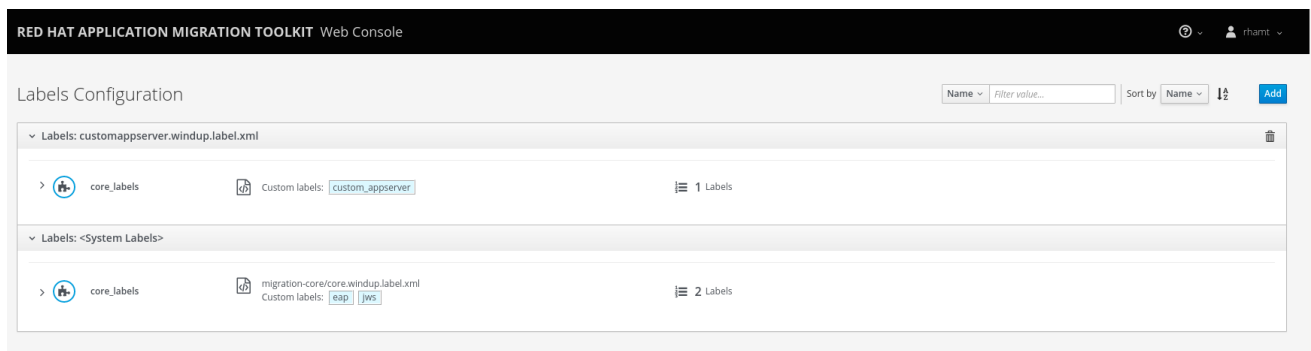 RED HAT APPLICATION MIGRATION TOOLKIT Web Console rhamt
Labels Configuration Name Filter value... Sort by Name Add
Labels: customappserver.windup.label.xml
core_labels Custom labels: custom_appserver 1 Labels
Labels: <System Labels>
core_labels migration-core/core.windup.label.xml 2 Labels
Custom labels: eap jws